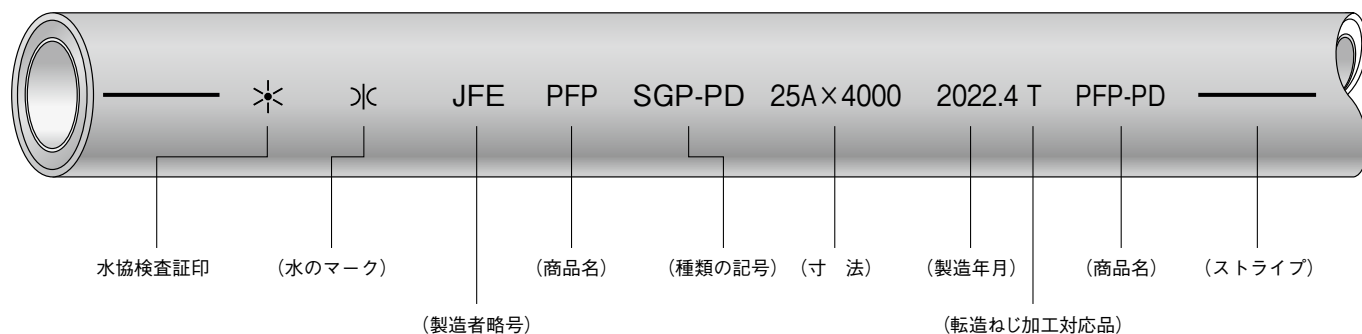 JFE PFP SGP-PD 25A×4000 2022.4 T PFP-PD
水協検査証印 （水のマーク） （商品名） （種類の記号） （寸　法） （製造年月） （商品名） （ストライプ）
（製造者略号） （転造ねじ加工対応品）